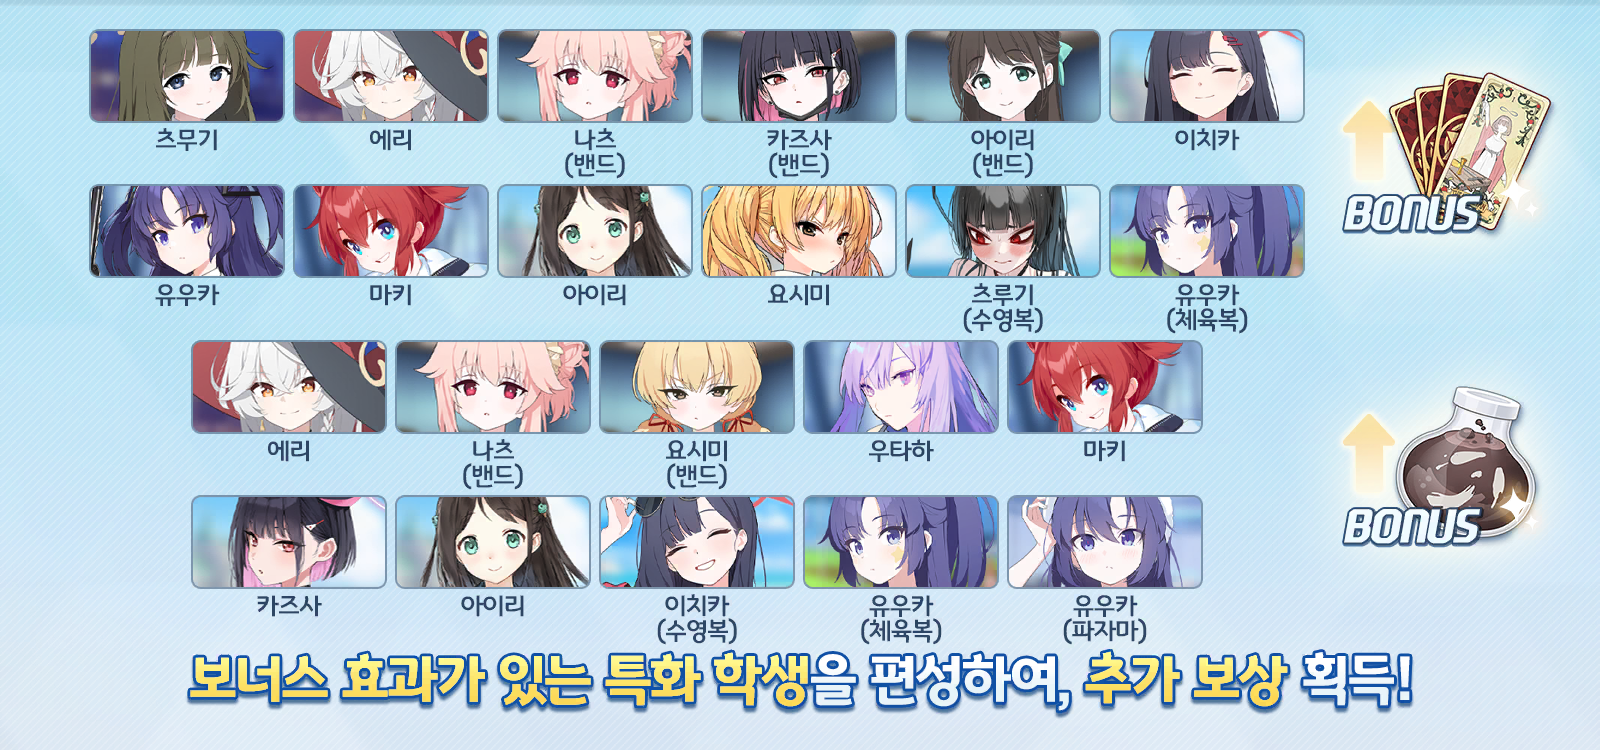 츠무기 에리 나츠 카즈사 아이리 이치카
(밴드) (밴드) (밴드)
BONUS
유우카 마키 아이리 요시미 츠루기 유우카
(수영복) (체육복)
에리 나츠 요시미 우타하 마키
(밴드) (밴드)
BONUS
카즈사 아이리 이치카 유우카 유우카
(수영복) (체육복) (파자마)
보너스 효과가 있는 특화 학생을 편성하여, 추가 보상 획득!